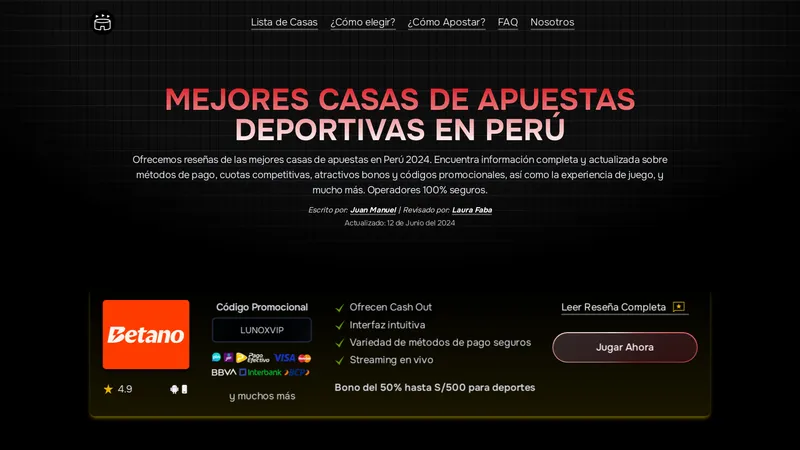 Lista de Casas
¿Cómo elegir?
¿Cómo Apostar?
FAQ
Nosotros
MEJORES CASAS DE APUESTAS
DEPORTIVAS EN PERÚ
Ofrecemos reseñas de las mejores casas de apuestas en Perú 2024. Encuentra información completa y actualizada sobre
métodos de pago, cuotas competitivas, atractivos bonos y códigos promocionales, así como la experiencia de juego, y
mucho más. Operadores 100% seguros.
Escrito por: Juan Manuel | Revisado por: Laura Faba
Actualizado: 12 de Junio del 2024
Betano
4.9
Código Promocional
LUNOXVIP
Pago Efectivo
VISA
BBVA
Interbank
BCP
y muchos más
Ofrecen Cash Out
Interfaz intuitiva
Variedad de métodos de pago seguros
Streaming en vivo
Bono del 50% hasta S/500 para deportes
Leer Reseña Completa
Jugar Ahora